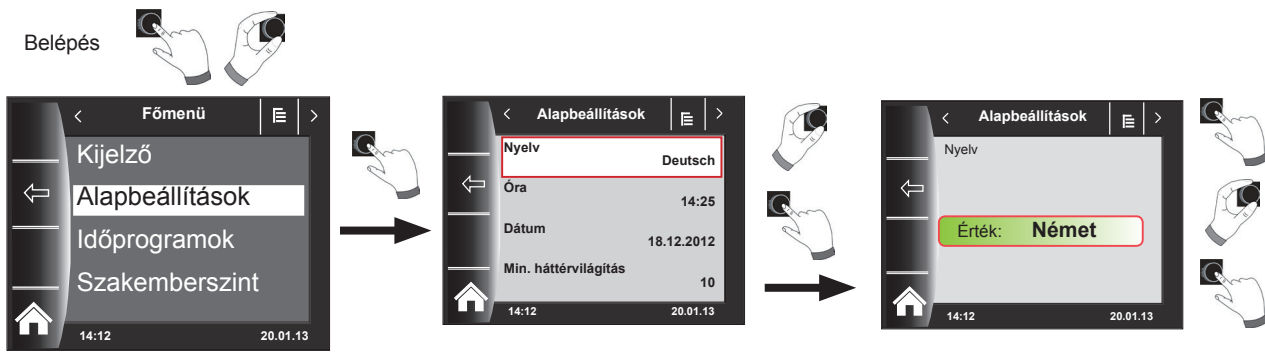 Belépés
< Főmenü >
Kijelző
Alapbeállítások
Időprogramok
Szakemberszint
14:12 20.01.13
< Alapbeállítások >
Nyelv
Deutsch
Óra
14:25
Dátum
18.12.2012
Min. háttérvilágítás
10
14:12 20.01.13
< Alapbeállítások >
Nyelv
Érték: Német
14:12 20.01.13